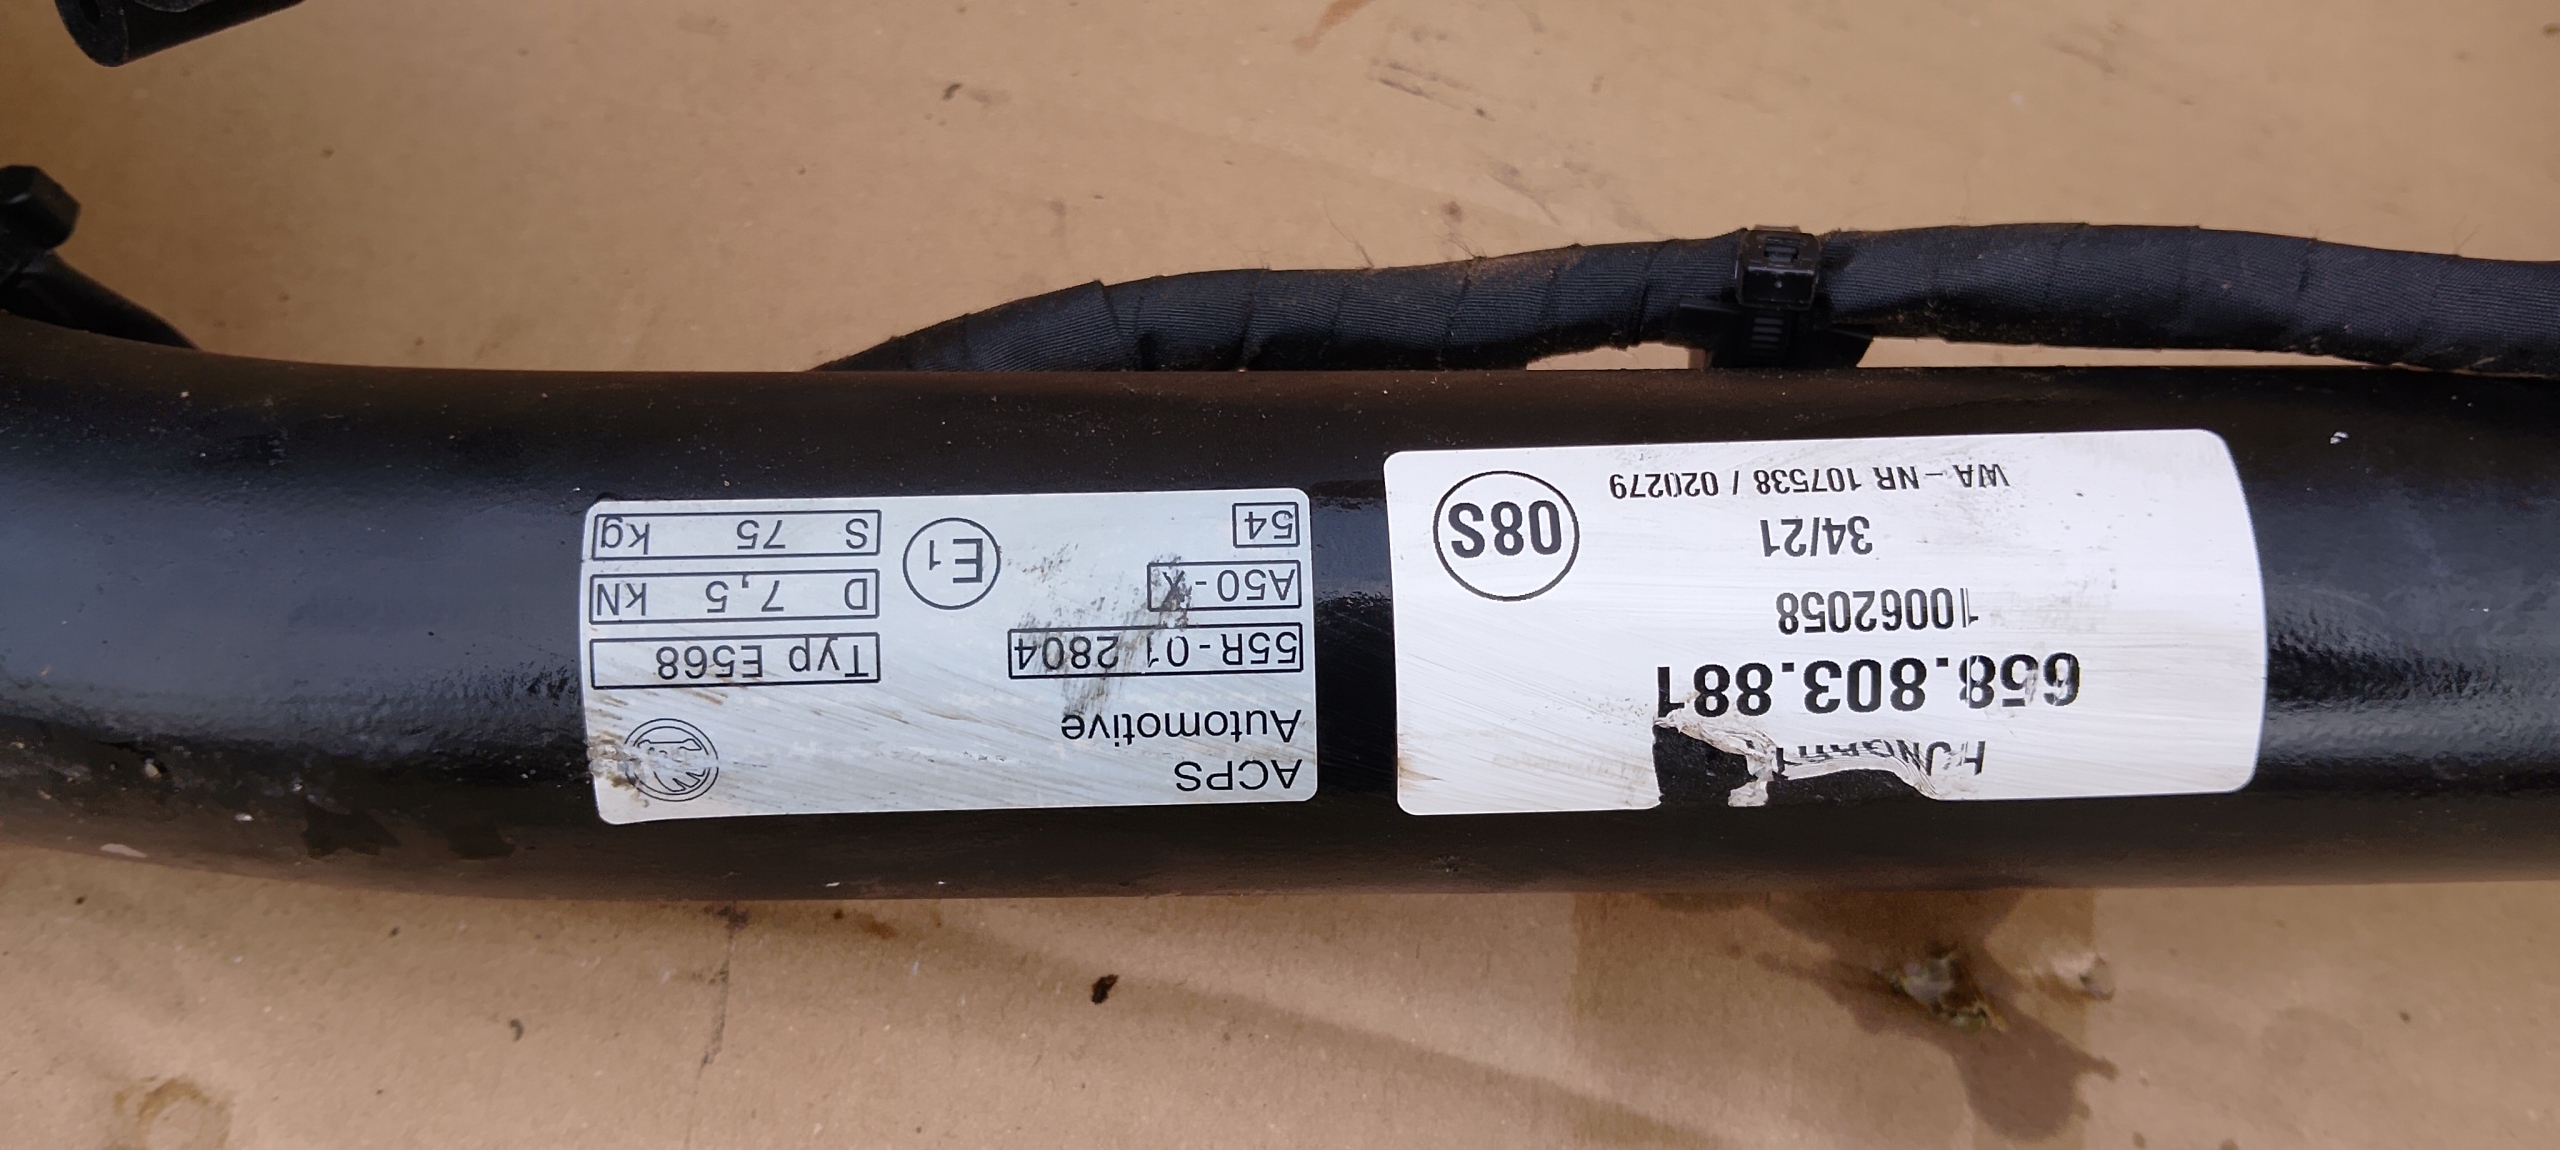 658.803.881
10062058
34/21
WA-NR 107538 / 020279
08S
ACPS
Automotive
55R-01 2804
A50-X
54
E1
Typ E568
D 7,5 kN
S 75 kg